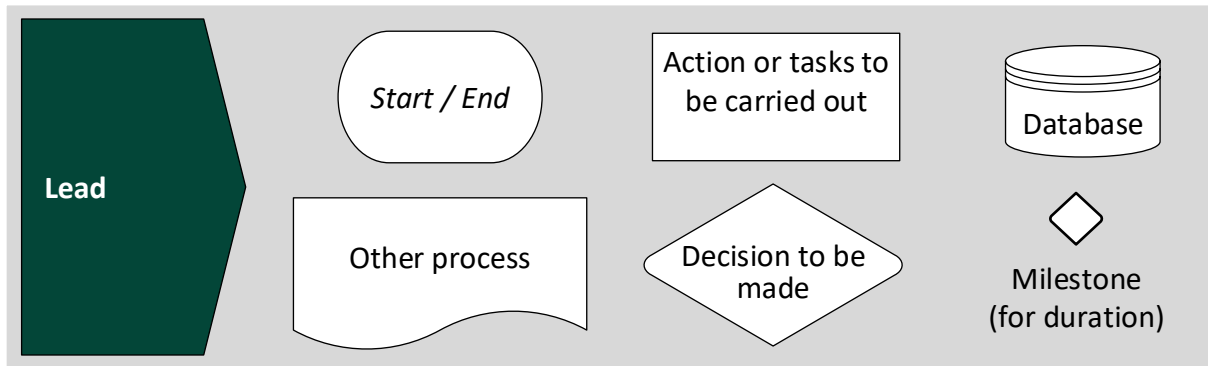 Lead
Start / End
Action or tasks to
be carried out
Database
Other process
Decision to be
made
Milestone
(for duration)